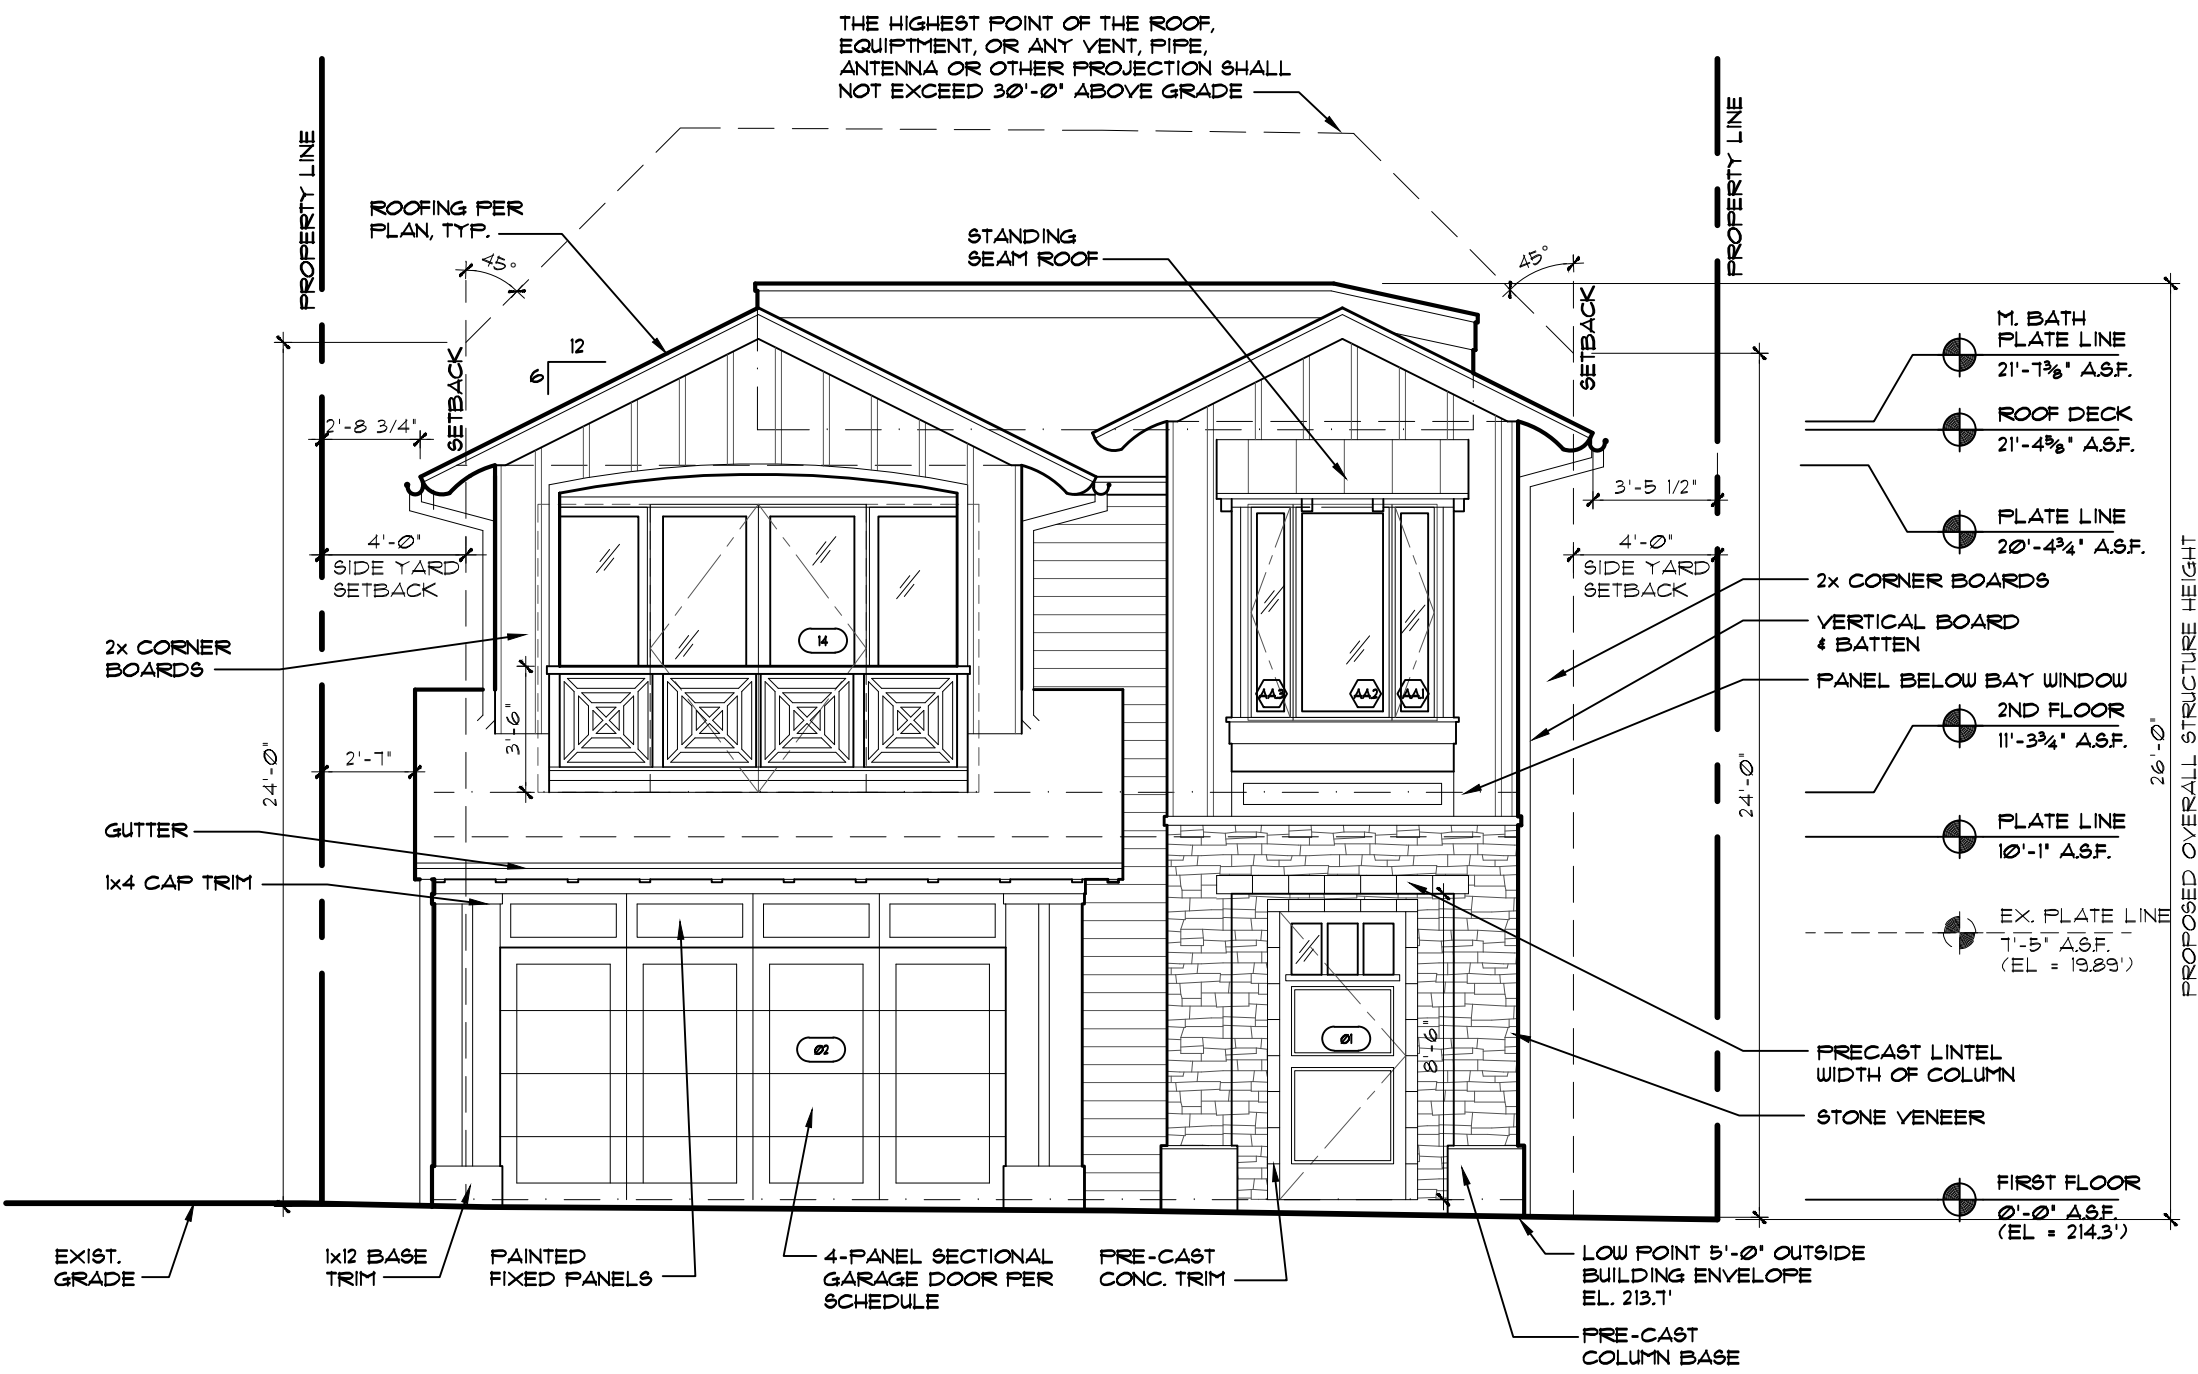 THE HIGHEST POINT OF THE ROOF,
EQUIPTMENT, OR ANY VENT, PIPE,
ANTENNA OR OTHER PROJECTION SHALL
NOT EXCEED 30'-0" ABOVE GRADE
PROPERTY LINE
PROPERTY LINE
ROOFING PER
PLAN, TYP.
STANDING
SEAM ROOF
45°
45°
SETBACK
SETBACK
12
6
M. BATH
PLATE LINE
21'-7⅜" A.S.F.
ROOF DECK
21'-4⅝" A.S.F.
2'-8 3/4"
3'-5 1/2"
PLATE LINE
20'-4¾" A.S.F.
4'-0"
SIDE YARD
SETBACK
4'-0"
SIDE YARD
SETBACK
2x CORNER BOARDS
VERTICAL BOARD
& BATTEN
PANEL BELOW BAY WINDOW
2x CORNER
BOARDS
14
AA3
AA2
AA1
3'-6"
2ND FLOOR
11'-3¾" A.S.F.
2'-7"
24'-0"
24'-0"
26'-0"
PROPOSED OVERALL STRUCTURE HEIGHT
GUTTER
1x4 CAP TRIM
PLATE LINE
10'-1" A.S.F.
EX. PLATE LINE
7'-5" A.S.F.
(EL = 19.89')
02
01
8'-6"
PRECAST LINTEL
WIDTH OF COLUMN
STONE VENEER
FIRST FLOOR
0'-0" A.S.F.
(EL = 214.3')
EXIST.
GRADE
1x12 BASE
TRIM
PAINTED
FIXED PANELS
4-PANEL SECTIONAL
GARAGE DOOR PER
SCHEDULE
PRE-CAST
CONC. TRIM
LOW POINT 5'-0" OUTSIDE
BUILDING ENVELOPE
EL. 213.7'
PRE-CAST
COLUMN BASE